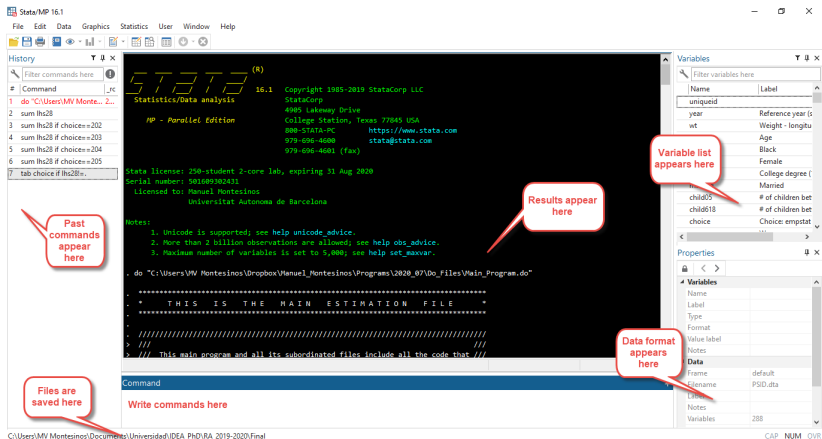 Stata/MP 16.1
File Edit Data Graphics Statistics User Window Help
History
Filter commands here
# Command _rc
1 do "C:\Users\MV Monte... 2...
2 sum lhs28
3 sum lhs28 if choice==202
4 sum lhs28 if choice==203
5 sum lhs28 if choice==204
6 sum lhs28 if choice==205
7 tab choice if lhs28!=.
Past
commands
appear
here
Files are
saved here
(R)
16.1 Copyright 1985-2019 StataCorp LLC
Statistics/Data analysis StataCorp
4905 Lakeway Drive
MP - Parallel Edition College Station, Texas 77845 USA
800-STATA-PC https://www.stata.com
979-696-4600 stata@stata.com
979-696-4601 (fax)
Stata license: 250-student 2-core lab, expiring 31 Aug 2020
Serial number: 501609302431
Licensed to: Manuel Montesinos
Universitat Autonoma de Barcelona
Notes:
1. Unicode is supported; see help unicode_advice.
2. More than 2 billion observations are allowed; see help obs_advice.
3. Maximum number of variables is set to 5,000; see help set_maxvar.
. do "C:\Users\MV Montesinos\Dropbox\Manuel_Montesinos\Programs\2020_07\Do_Files\Main_Program.do"
. * T H I S I S T H E M A I N E S T I M A T I O N F I L E *
> /// This main program and all its subordinated files include all the code that ///
Results appear
here
Command
Write commands here
Variables
Filter variables here
Name Label
uniqueid
year Reference year (s
wt Weight - longitu
Age
Black
Female
College degree (
Married
child05 # of children bet
child618 # of children bet
choice Choice: empstat
Variable list
appears here
Properties
Variables
Name
Label
Type
Format
Value label
Notes
Data
Frame default
Filename PSID.dta
Label
Notes
Variables 288
Data format
appears
here
C:\Users\MV Montesinos\Documents\Universidad\IDEA PhD\RA 2019-2020\Final
CAP NUM OVR